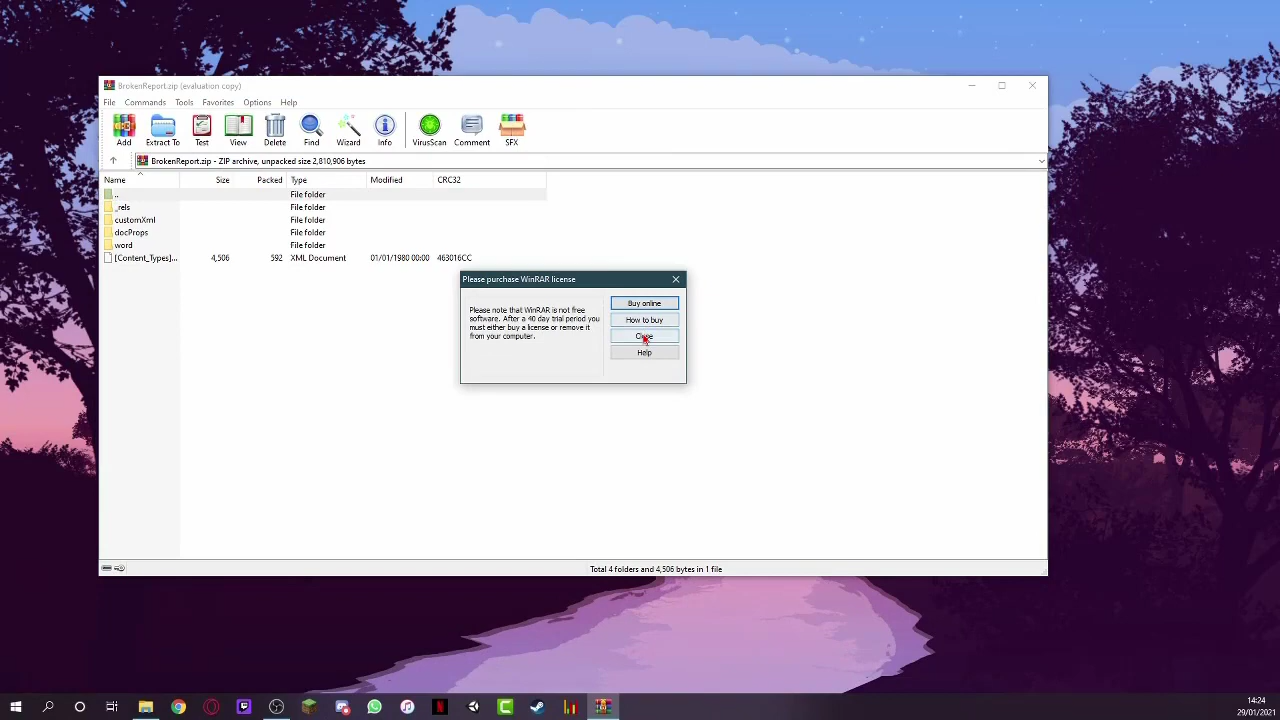 BrokenReport.zip (evaluation copy)
File Commands Tools Favorites Options Help
Add Extract To Test View Delete Find Wizard Info VirusScan Comment SFX
BrokenReport.zip - ZIP archive, unpacked size 2,810,906 bytes
Name Size Packed Type Modified CRC32
.. File folder
_rels File folder
customXml File folder
docProps File folder
word File folder
[Content_Types]... 4,506 592 XML Document 01/01/1980 00:00 463016CC
Please purchase WinRAR license
Please note that WinRAR is not free
software. After a 40 day trial period you
must either buy a license or remove it
from your computer.
Buy online
How to buy
Close
Help
Total 4 folders and 4,506 bytes in 1 file
14:24
29/01/2021